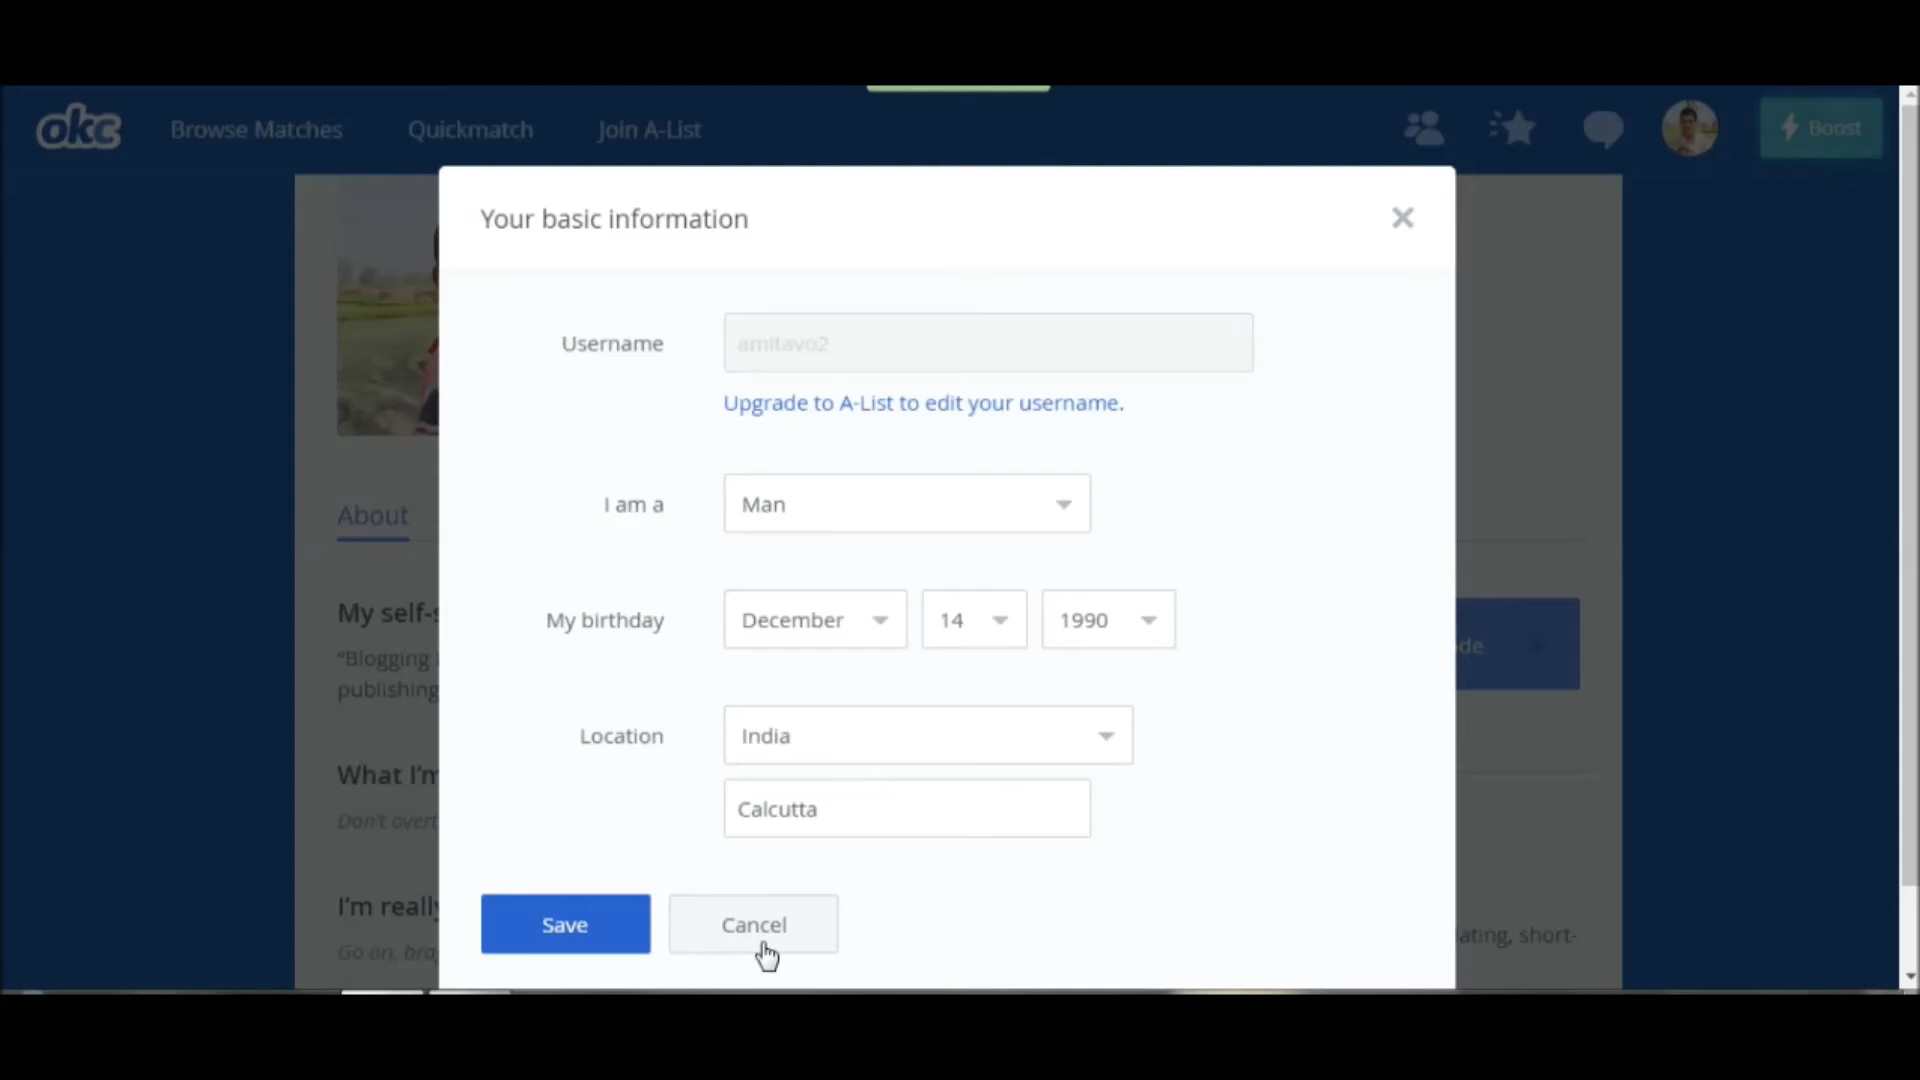 okc Browse Matches Quickmatch Join A-List Boost
Your basic information
Username amitavo2
Upgrade to A-List to edit your username.
I am a Man
My birthday December 14 1990
Location India
Calcutta
Save Cancel
About
My self-
"Blogging
publishing
What I'm
Don't
I'm really
Go on,
ating, short-